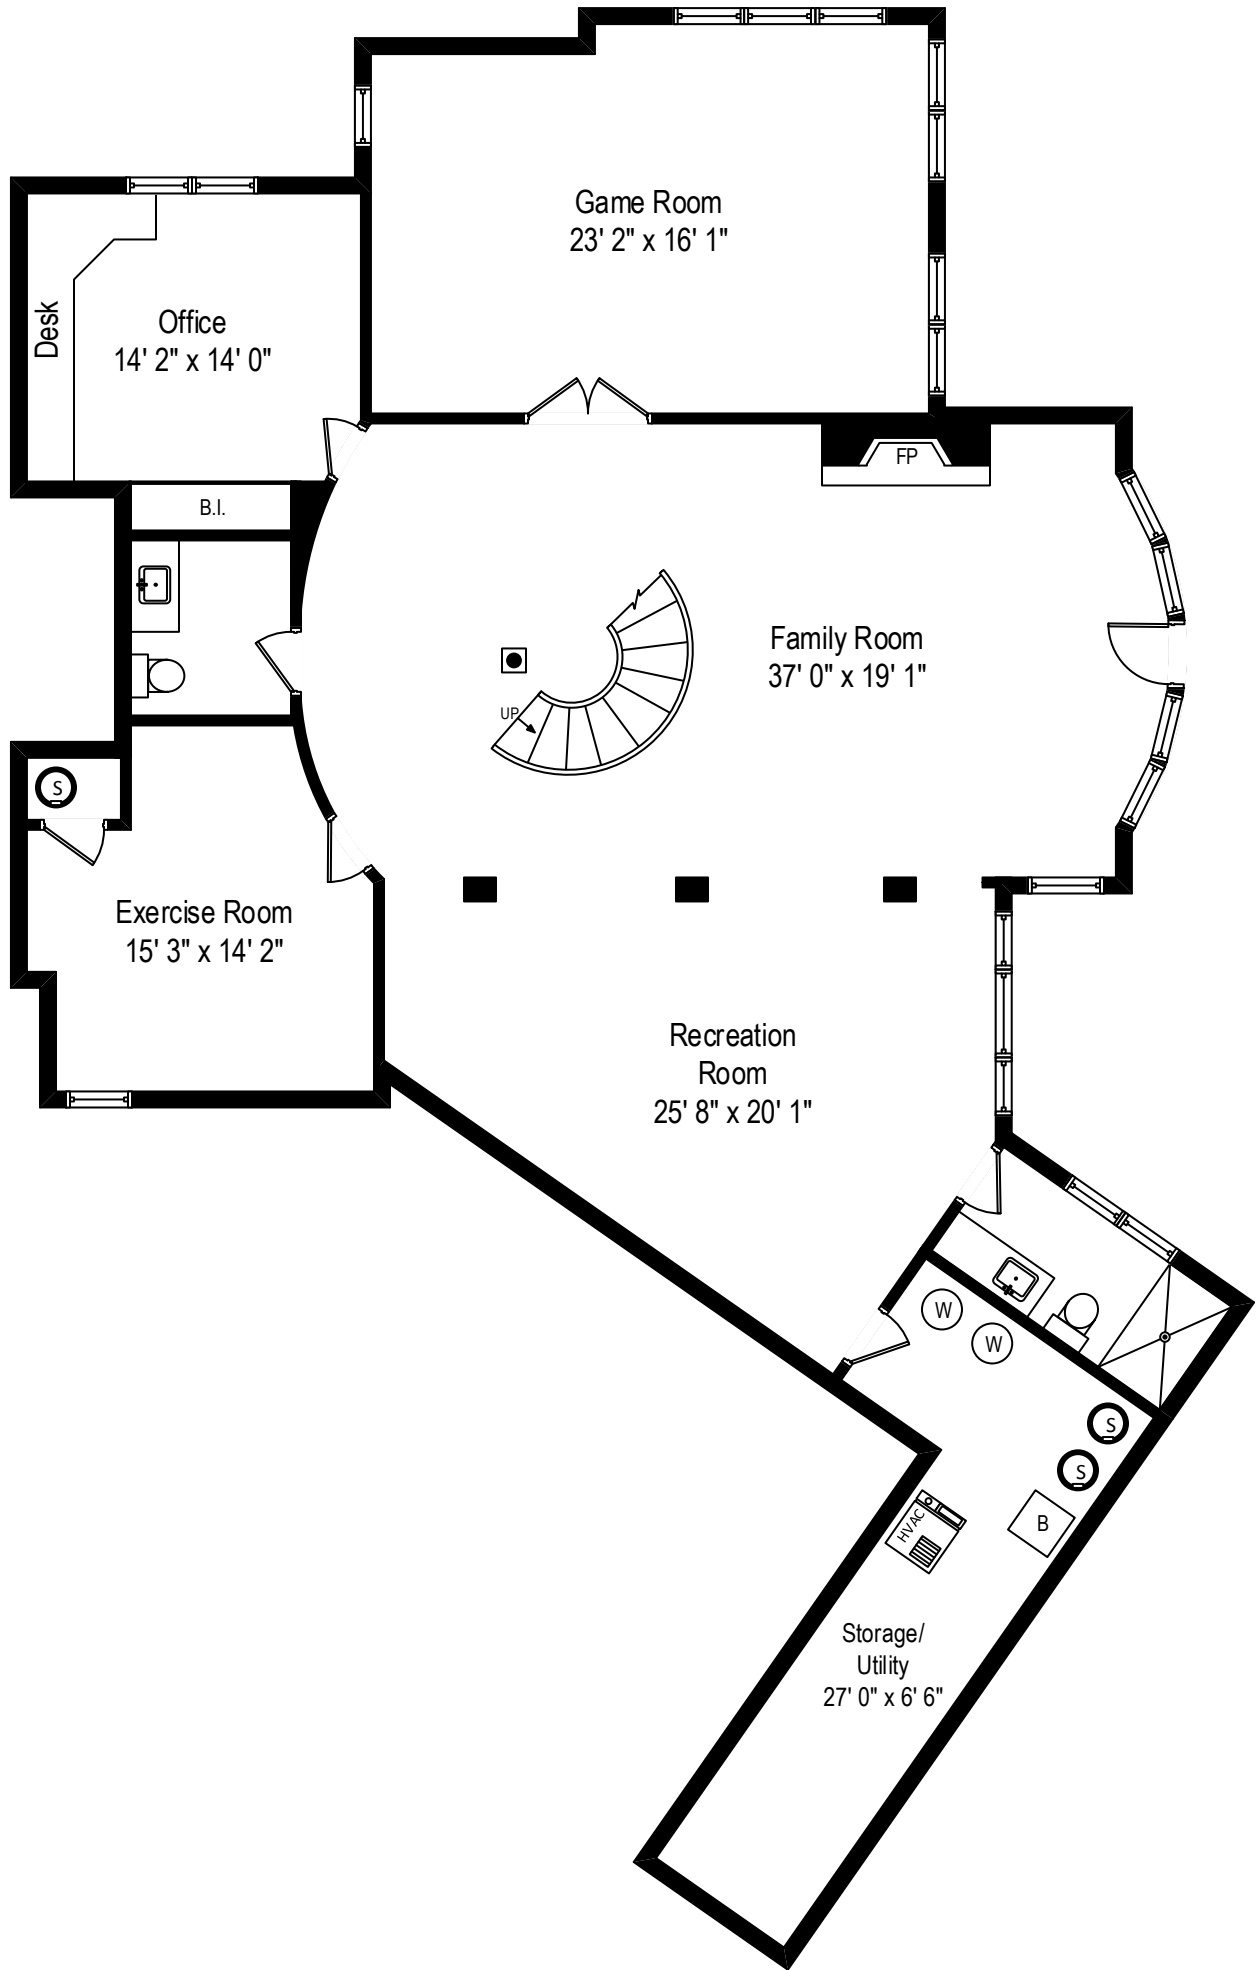 Game Room
23' 2" x 16' 1"
Desk
Office
14' 2" x 14' 0"
FP
B.I.
Family Room
37' 0" x 19' 1"
UP
S
Exercise Room
15' 3" x 14' 2"
Recreation
Room
25' 8" x 20' 1"
W
W
S
S
B
HVAC
Storage/
Utility
27' 0" x 6' 6"